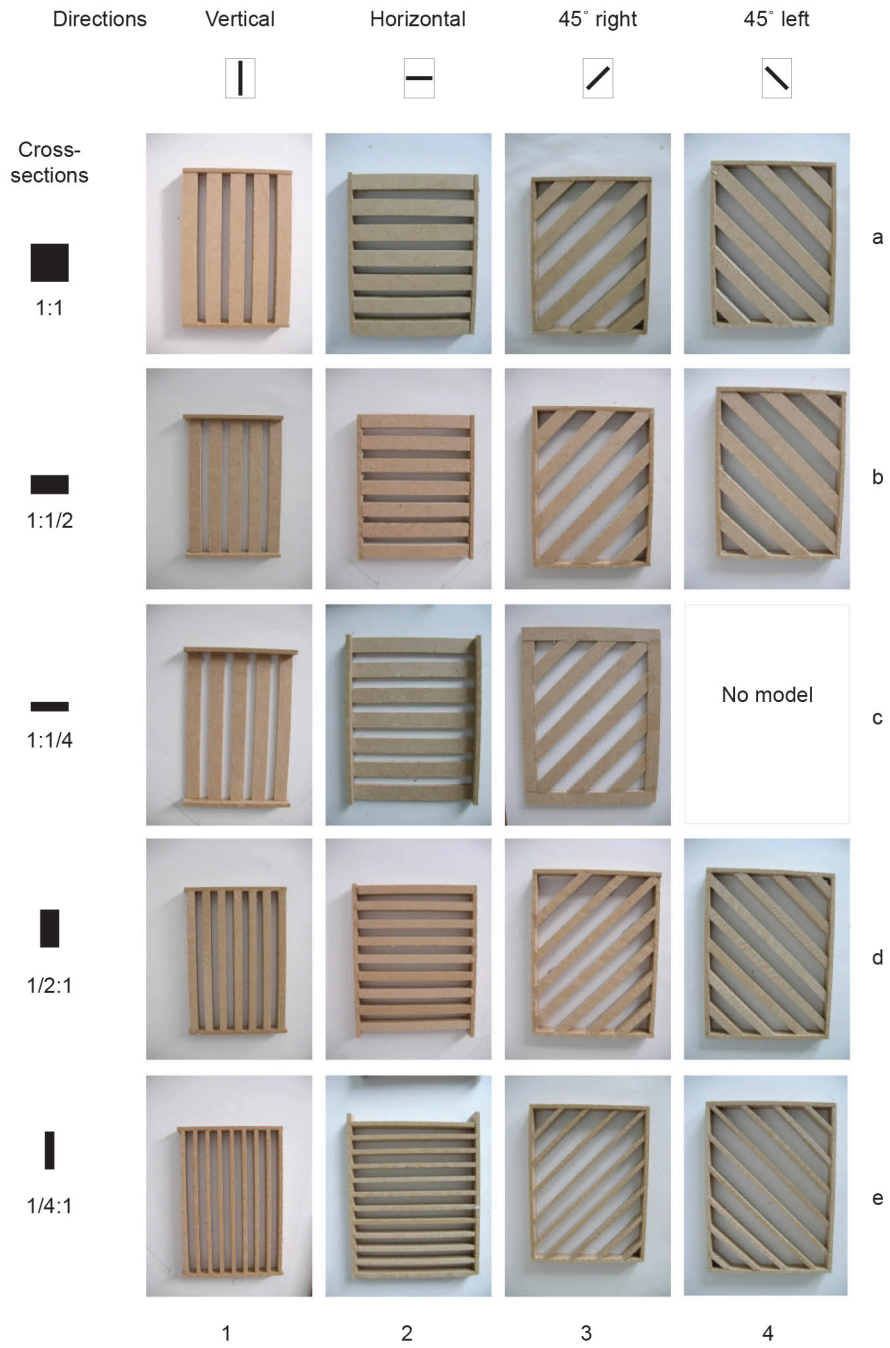 Directions Vertical Horizontal 45° right 45° left
Cross-
sections
a
1:1
b
1:1/2
No model
c
1:1/4
d
1/2:1
e
1/4:1
1 2 3 4